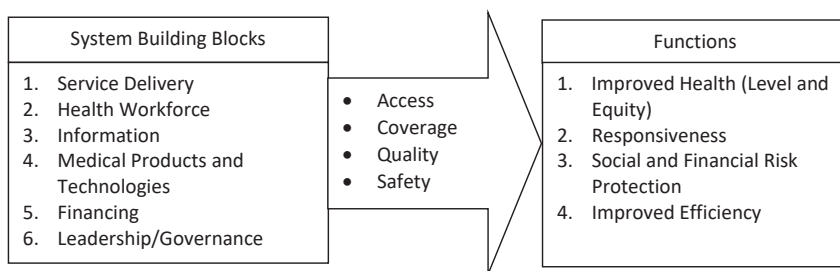 System Building Blocks
1. Service Delivery
2. Health Workforce
3. Information
4. Medical Products and
Technologies
5. Financing
6. Leadership/Governance
• Access
• Coverage
• Quality
• Safety
Functions
1. Improved Health (Level and
Equity)
2. Responsiveness
3. Social and Financial Risk
Protection
4. Improved Efficiency